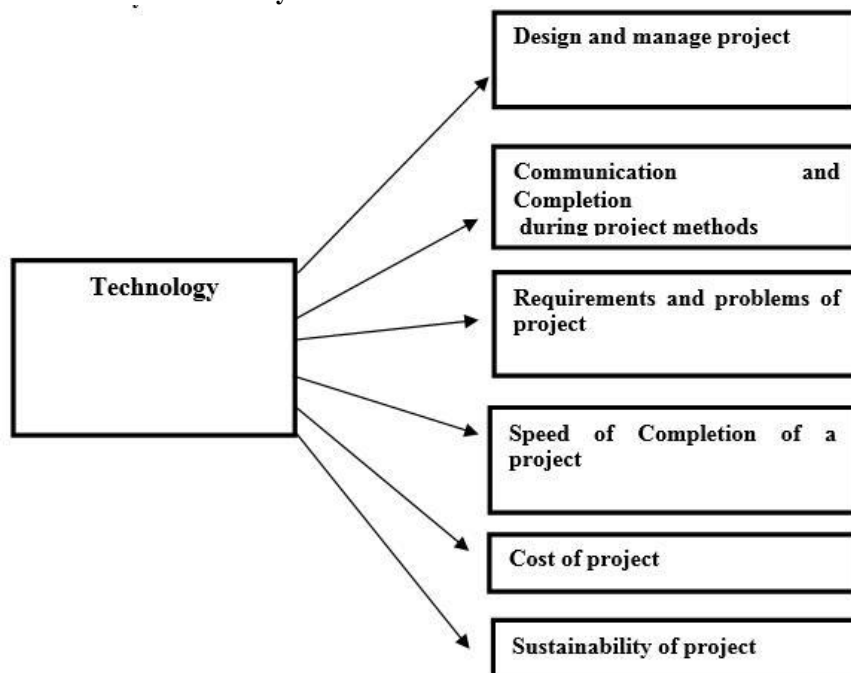 Design and manage project
Communication and
Completion
during project methods
Technology
Requirements and problems of
project
Speed of Completion of a
project
Cost of project
Sustainability of project